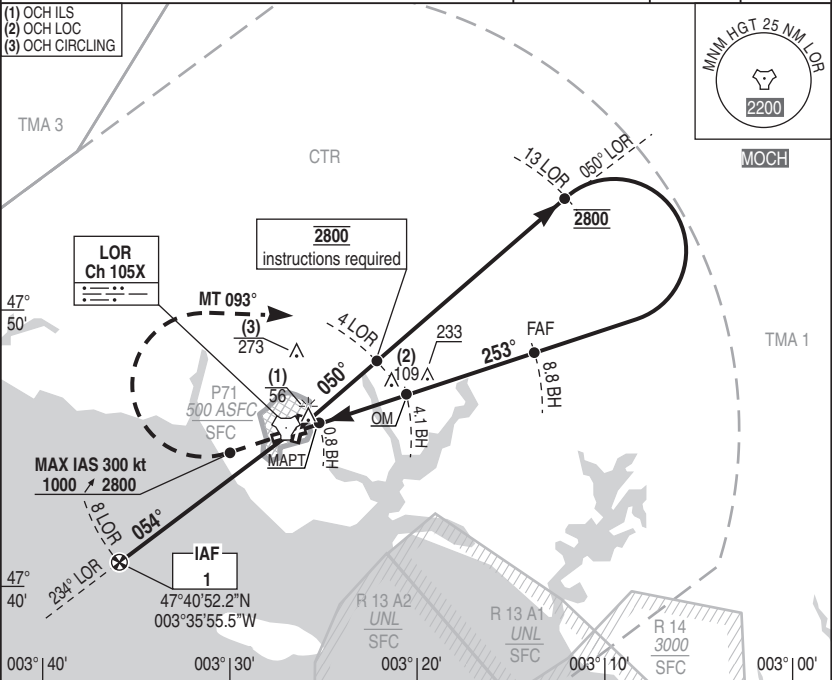 (1) OCH ILS
(2) OCH LOC
(3) OCH CIRCLING
MNM HGT 25 NM LOR
2200
MOCH
TMA 3
CTR
13 LOR
050° LOR
2800
2800
instructions required
LOR
Ch 105X
MT 093°
47°
50'
(3)
273
4 LOR
(2)
109
233
FAF
253°
8.8 BH
TMA 1
050°
(1)
56
P71
500 ASFC
SFC
OM
4.1 BH
MAPT
0.8 BH
MAX IAS 300 kt
1000 ➚ 2800
8 LOR
054°
234° LOR
IAF
1
47°40'52.2"N
003°35'55.5"W
47°
40'
R 13 A2
UNL
SFC
R 13 A1
UNL
SFC
R 14
3000
SFC
003° 40'
003° 30'
003° 20'
003° 10'
003° 00'